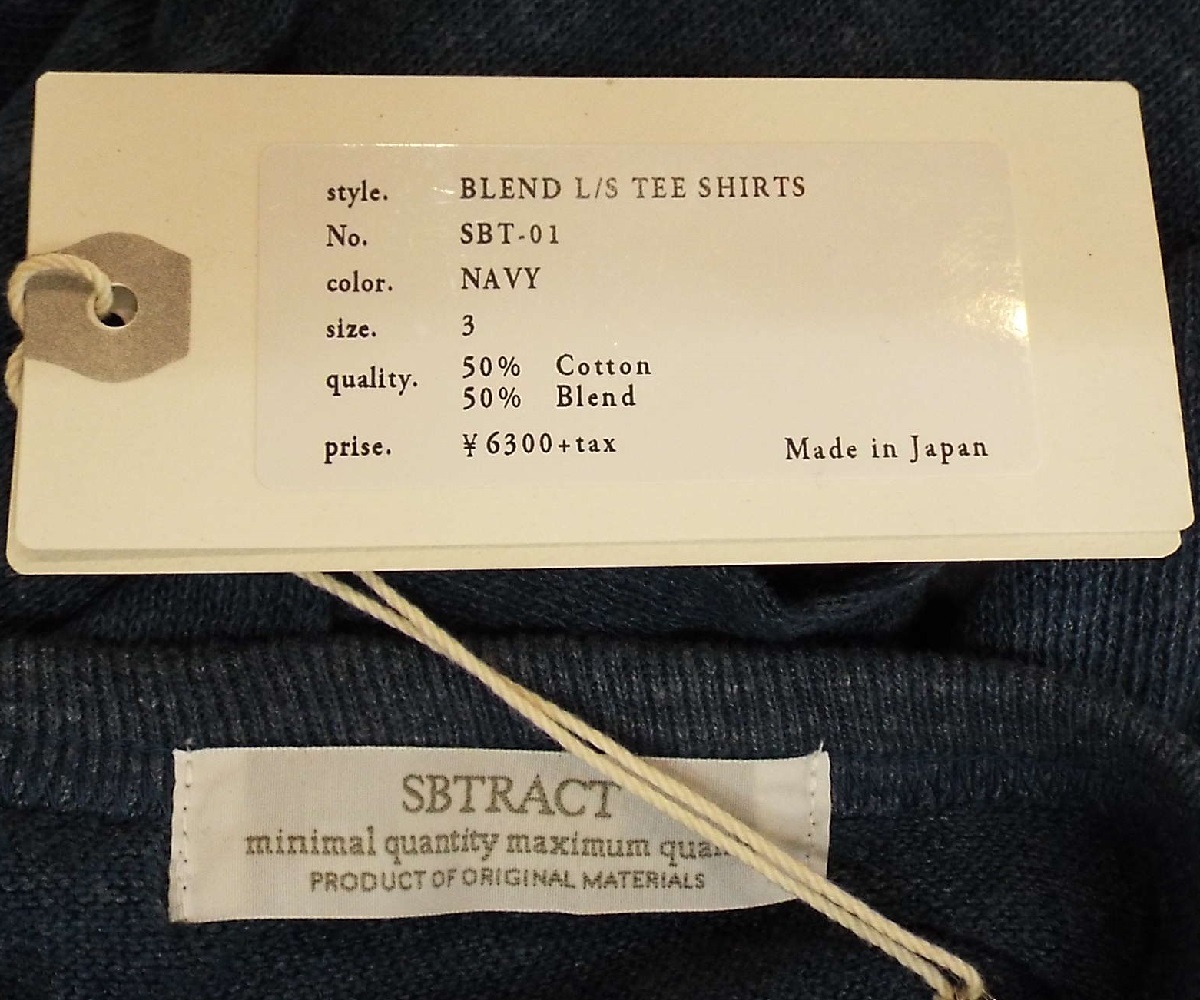 style. BLEND L/S TEE SHIRTS
No. SBT-01
color. NAVY
size. 3
quality. 50% Cotton
50% Blend
prise. ¥6300+tax Made in Japan
SBTRACT
minimal quantity maximum
PRODUCT OF ORIGINAL MATERIALS